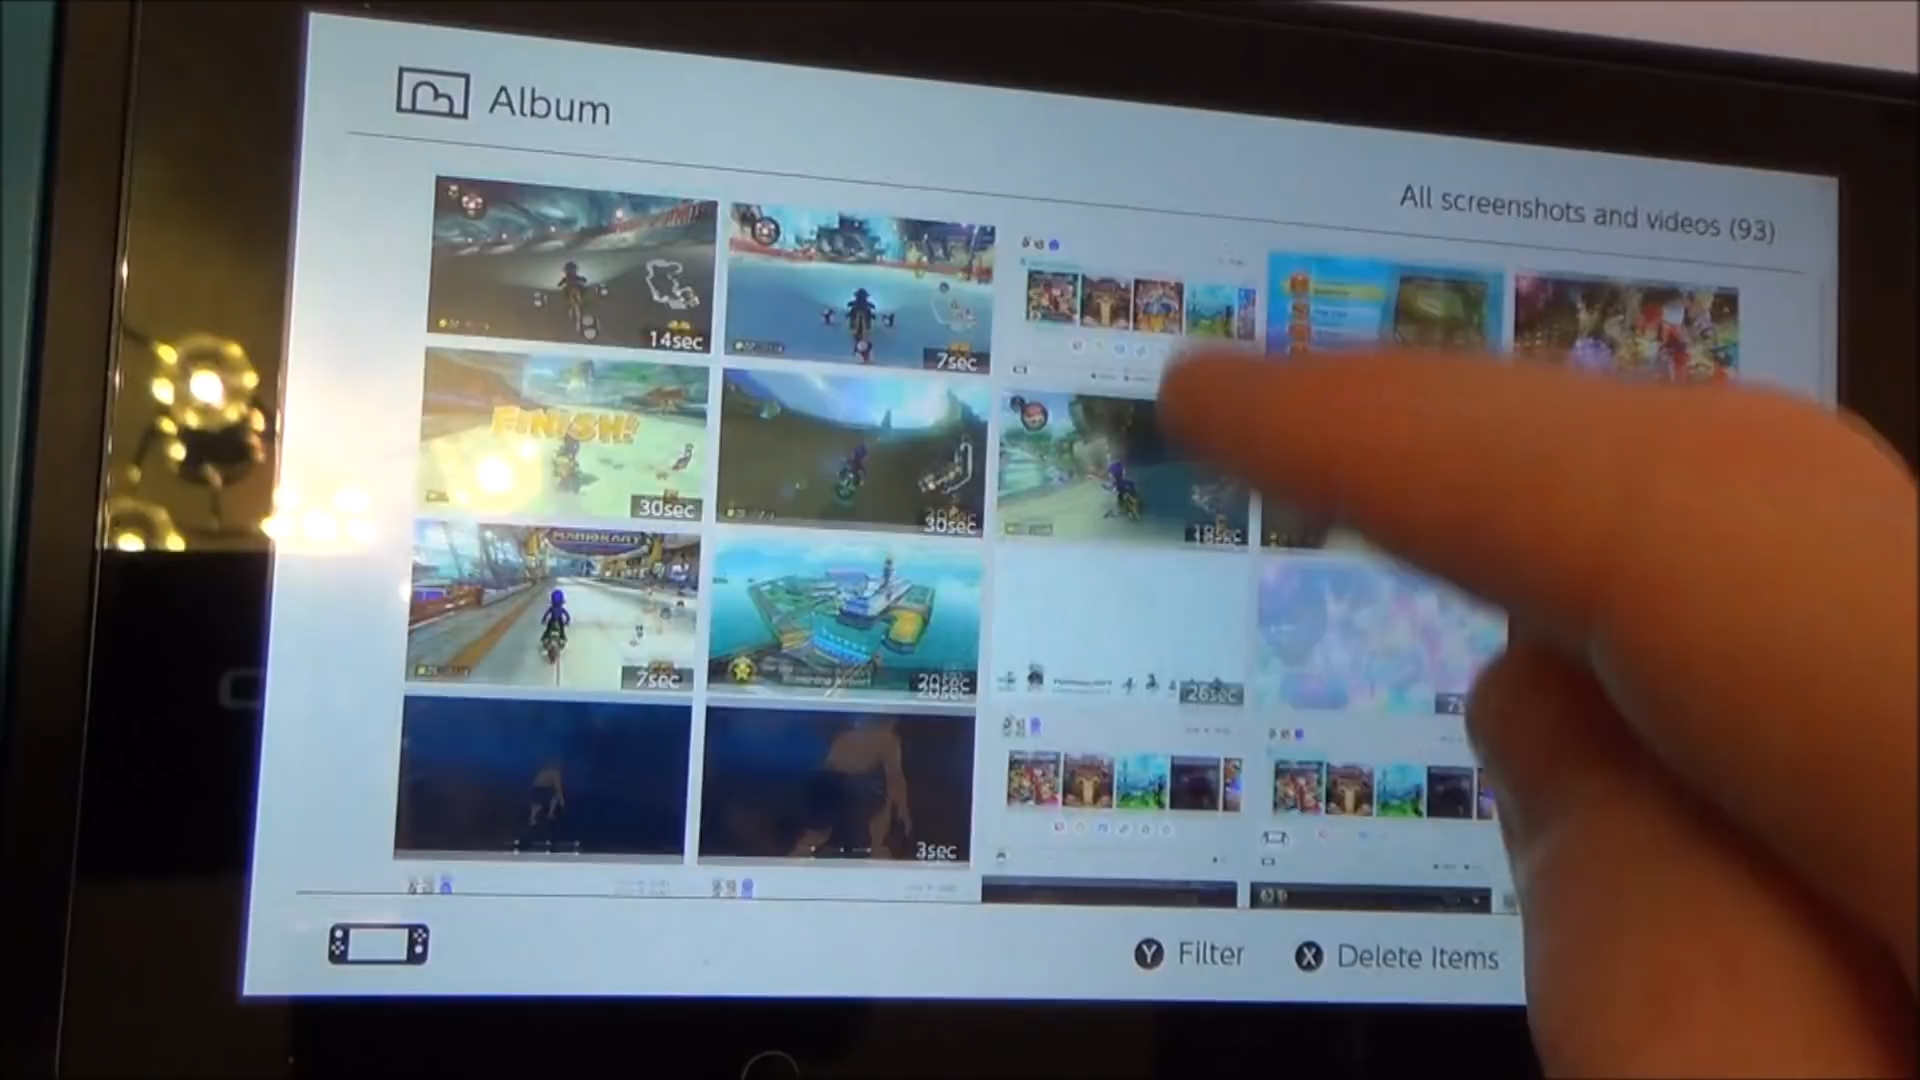 Album
All screenshots and videos (93)
14sec
7sec
FINISH!
30sec
30sec
18sec
MARIOKART
7sec
20sec
26sec
3sec
Y Filter
X Delete Items